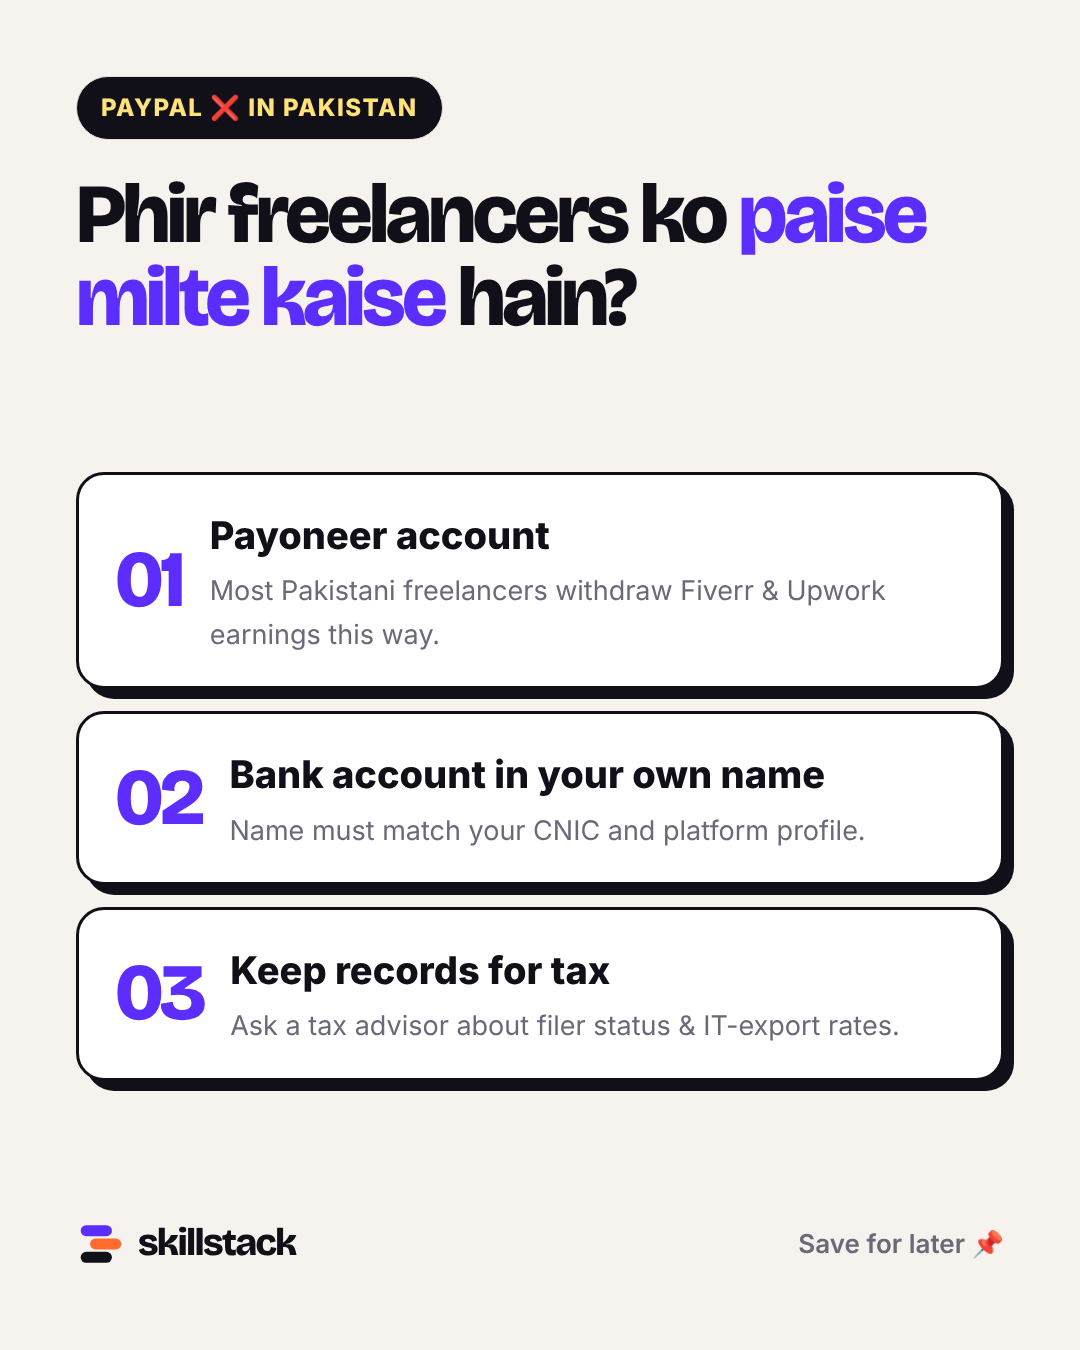 PAYPAL ❌ IN PAKISTAN
Phir freelancers ko paise
milte kaise hain?
01
Payoneer account
Most Pakistani freelancers withdraw Fiverr & Upwork
earnings this way.
02
Bank account in your own name
Name must match your CNIC and platform profile.
03
Keep records for tax
Ask a tax advisor about filer status & IT-export rates.
skillstack
Save for later 📌